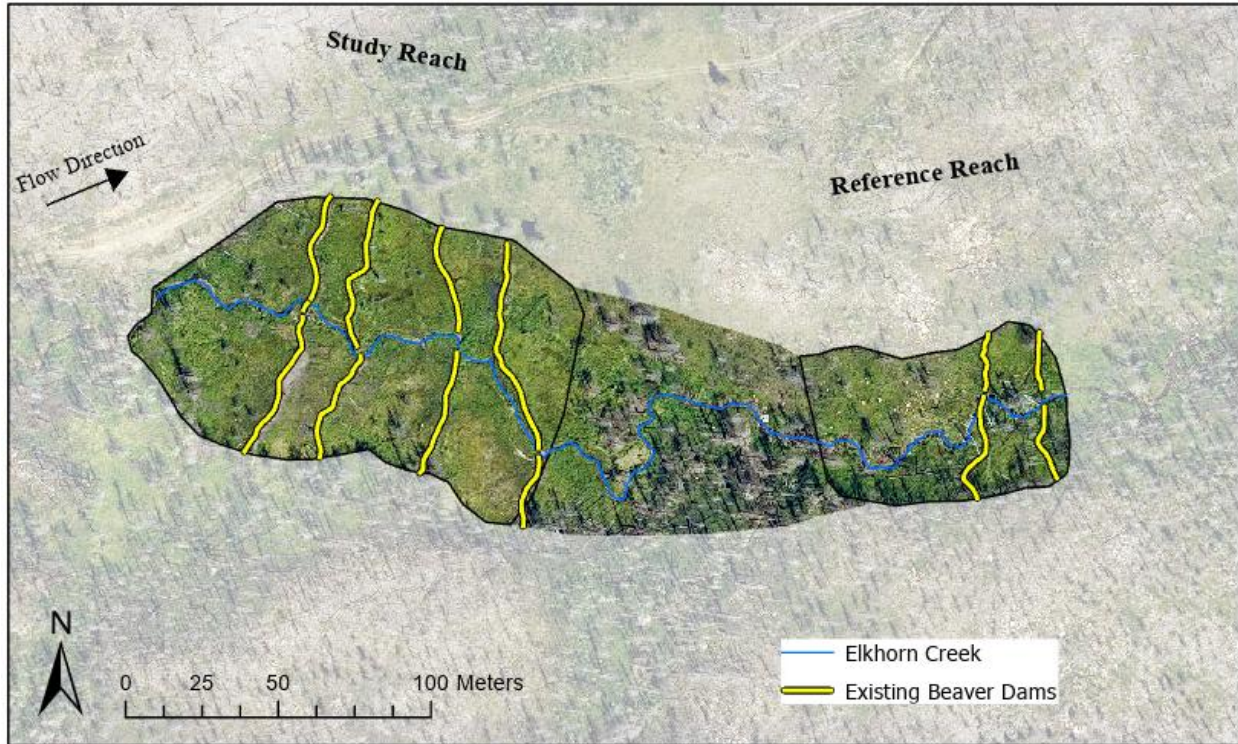 Study Reach
Flow Direction
Reference Reach
N
0 25 50 100 Meters
Elkhorn Creek
Existing Beaver Dams